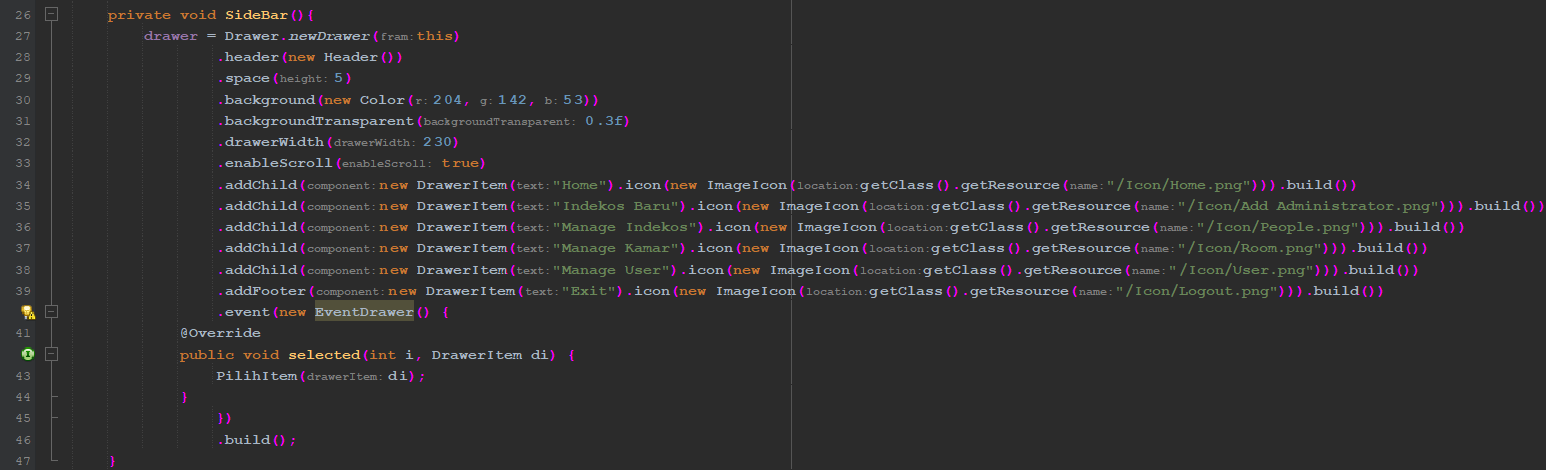 26 private void SideBar(){
27 drawer = Drawer.newDrawer(fram: this)
28 .header(new Header())
29 .space(height: 5)
30 .background(new Color(r: 204, g: 142, b: 53))
31 .backgroundTransparent(backgroundTransparent: 0.3f)
32 .drawerWidth(drawerWidth: 230)
33 .enableScroll(enableScroll: true)
34 .addChild(component: new DrawerItem(text: "Home").icon(new ImageIcon(location: getClass().getResource(name: "/Icon/Home.png"))).build())
35 .addChild(component: new DrawerItem(text: "Indekos Baru").icon(new ImageIcon(location: getClass().getResource(name: "/Icon/Add Administrator.png"))).build())
36 .addChild(component: new DrawerItem(text: "Manage Indekos").icon(new ImageIcon(location: getClass().getResource(name: "/Icon/People.png"))).build())
37 .addChild(component: new DrawerItem(text: "Manage Kamar").icon(new ImageIcon(location: getClass().getResource(name: "/Icon/Room.png"))).build())
38 .addChild(component: new DrawerItem(text: "Manage User").icon(new ImageIcon(location: getClass().getResource(name: "/Icon/User.png"))).build())
39 .addFooter(component: new DrawerItem(text: "Exit").icon(new ImageIcon(location: getClass().getResource(name: "/Icon/Logout.png"))).build())
.event(new EventDrawer() {
41 @Override
public void selected(int i, DrawerItem di) {
43 PilihItem(drawerItem: di);
44 }
45 })
46 .build();
47 }